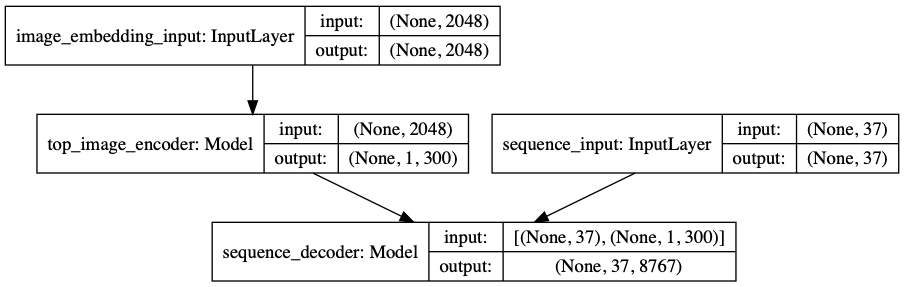 image_embedding_input: InputLayer
input:
(None, 2048)
output:
(None, 2048)
top_image_encoder: Model
input:
(None, 2048)
output:
(None, 1, 300)
sequence_input: InputLayer
input:
(None, 37)
output:
(None, 37)
sequence_decoder: Model
input:
[(None, 37), (None, 1, 300)]
output:
(None, 37, 8767)